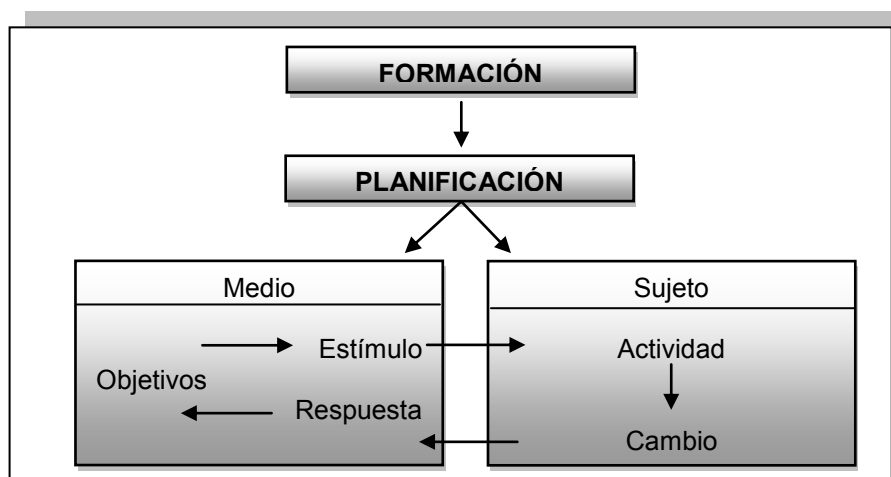 FORMACIÓN
PLANIFICACIÓN
Medio
Estímulo
Objetivos
Respuesta
Sujeto
Actividad
Cambio